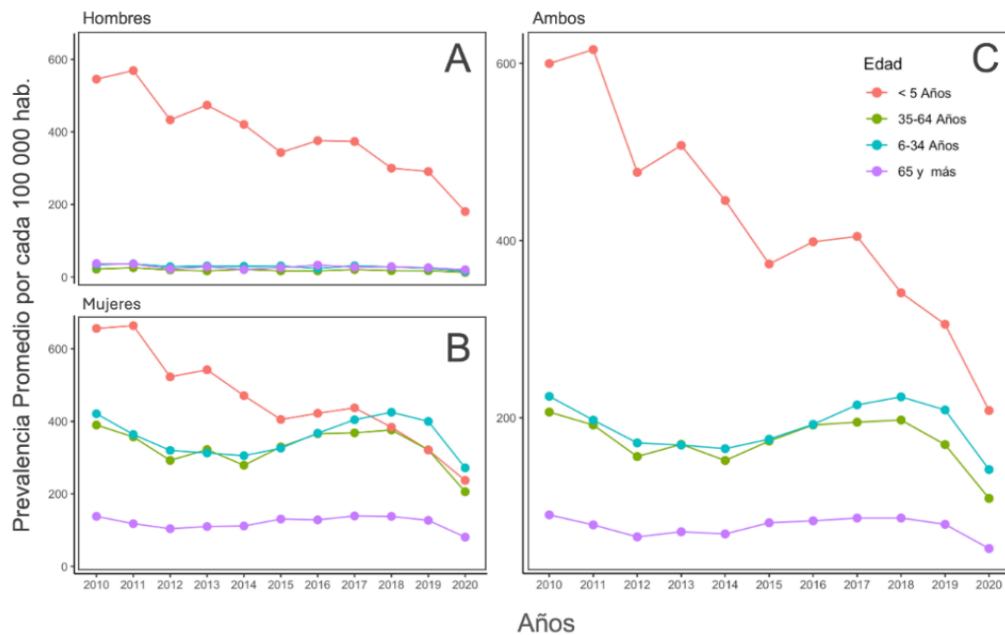 Hombres
A
600
400
200
0
Mujeres
B
600
400
200
0
2010 2011 2012 2013 2014 2015 2016 2017 2018 2019 2020
Prevalencia Promedio por cada 100 000 hab.
Ambos
C
Edad
< 5 Años
35-64 Años
6-34 Años
65 y más
600
400
200
2010 2011 2012 2013 2014 2015 2016 2017 2018 2019 2020
Años